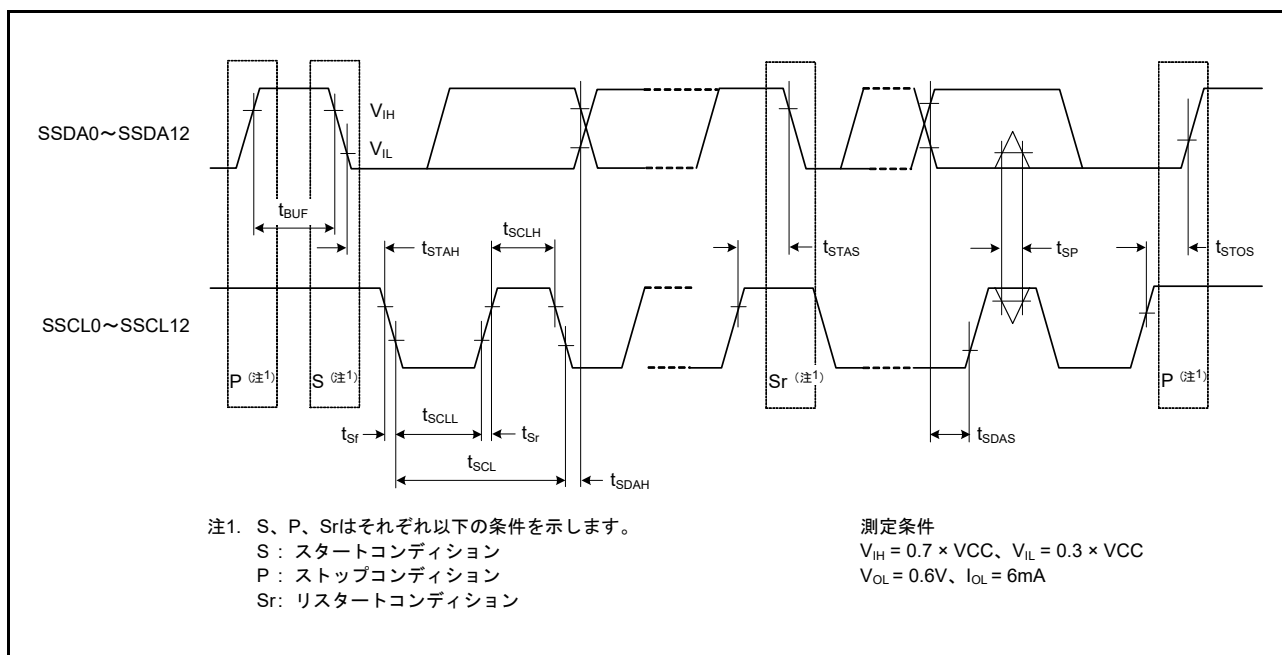 SSDA0～SSDA12
VIH
VIL
tBUF
tSTAH
tSCLH
tSTAS
tSP
tSTOS
SSCL0～SSCL12
P（注1）
S（注1）
Sr（注1）
P（注1）
tSf
tSCLL
tSr
tSCL
tSDAH
tSDAS
注1. S、P、Srはそれぞれ以下の条件を示します。
S： スタートコンディション
P： ストップコンディション
Sr： リスタートコンディション
測定条件
VIH = 0.7 × VCC、VIL = 0.3 × VCC
VOL = 0.6V、IOL = 6mA